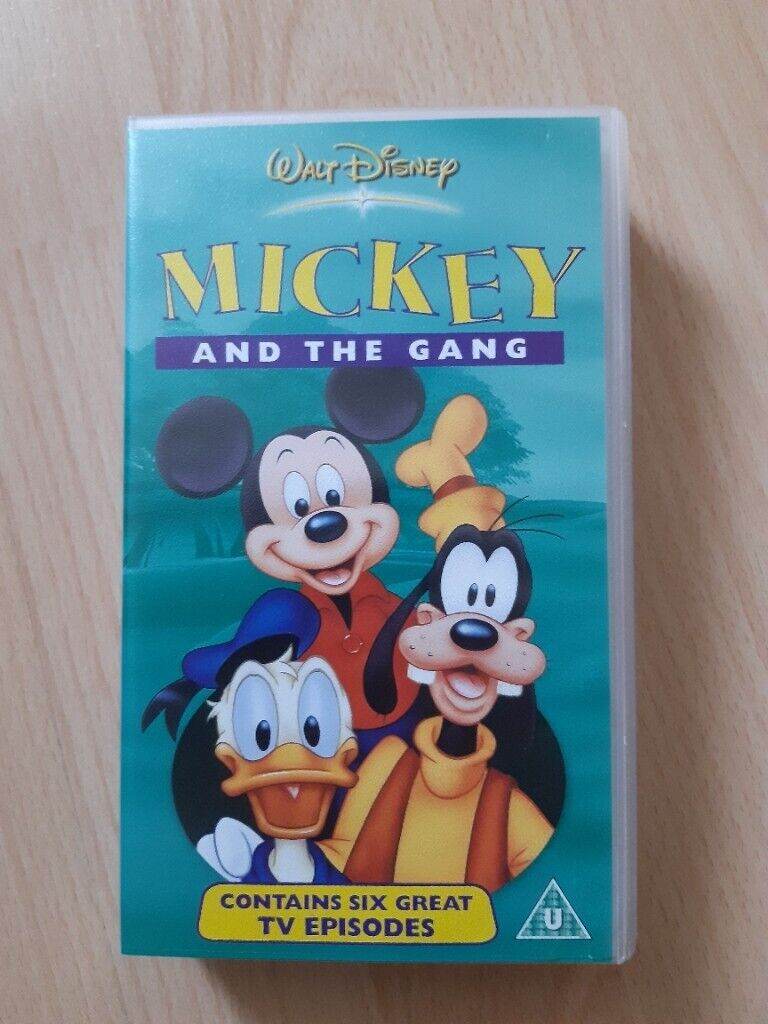 WALT DISNEY
MICKEY
AND THE GANG
CONTAINS SIX GREAT
TV EPISODES
U